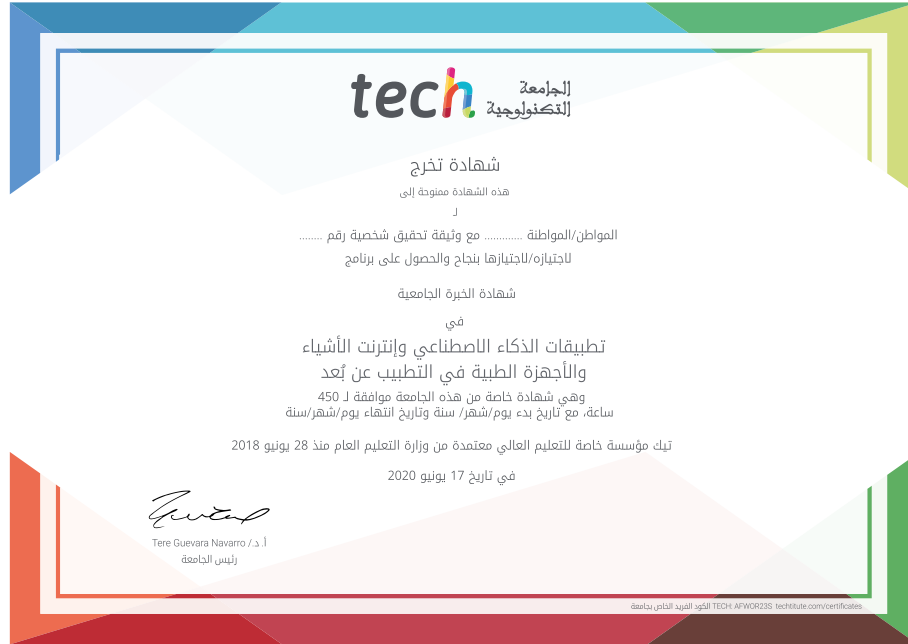 tech الجامعة
التكنولوجية
شهادة تخرج
هذه الشهادة ممنوحة إلى
لـ
المواطن/المواطنة ............ مع وثيقة تحقيق شخصية رقم ........
لاجتيازه/لاجتيازها بنجاح والحصول على برنامج
شهادة الخبرة الجامعية
في
تطبيقات الذكاء الاصطناعي وإنترنت الأشياء
والأجهزة الطبية في التطبيب عن بُعد
وهي شهادة خاصة من هذه الجامعة موافقة لـ 450
ساعة، مع تاريخ بدء يوم/شهر/ سنة وتاريخ انتهاء يوم/شهر/سنة
تيك مؤسسة خاصة للتعليم العالي معتمدة من وزارة التعليم العام منذ 28 يونيو 2018
في تاريخ 17 يونيو 2020
أ. د./ Tere Guevara Navarro
رئيس الجامعة
الكود الفريد الخاص بجامعة TECH: AFWOR23S techtitute.com/certificates